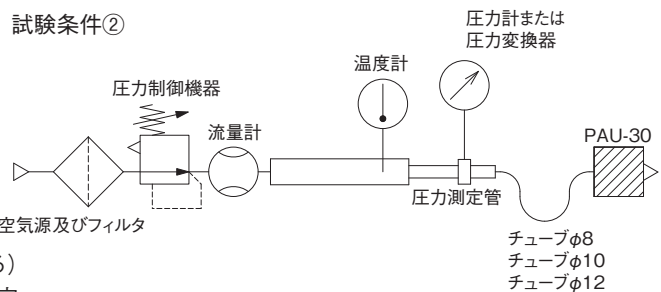 試験条件②
圧力計または
圧力変換器
温度計
圧力制御機器
流量計
PAU-30
圧力測定管
空気源及びフィルタ
チューブφ8
チューブφ10
チューブφ12